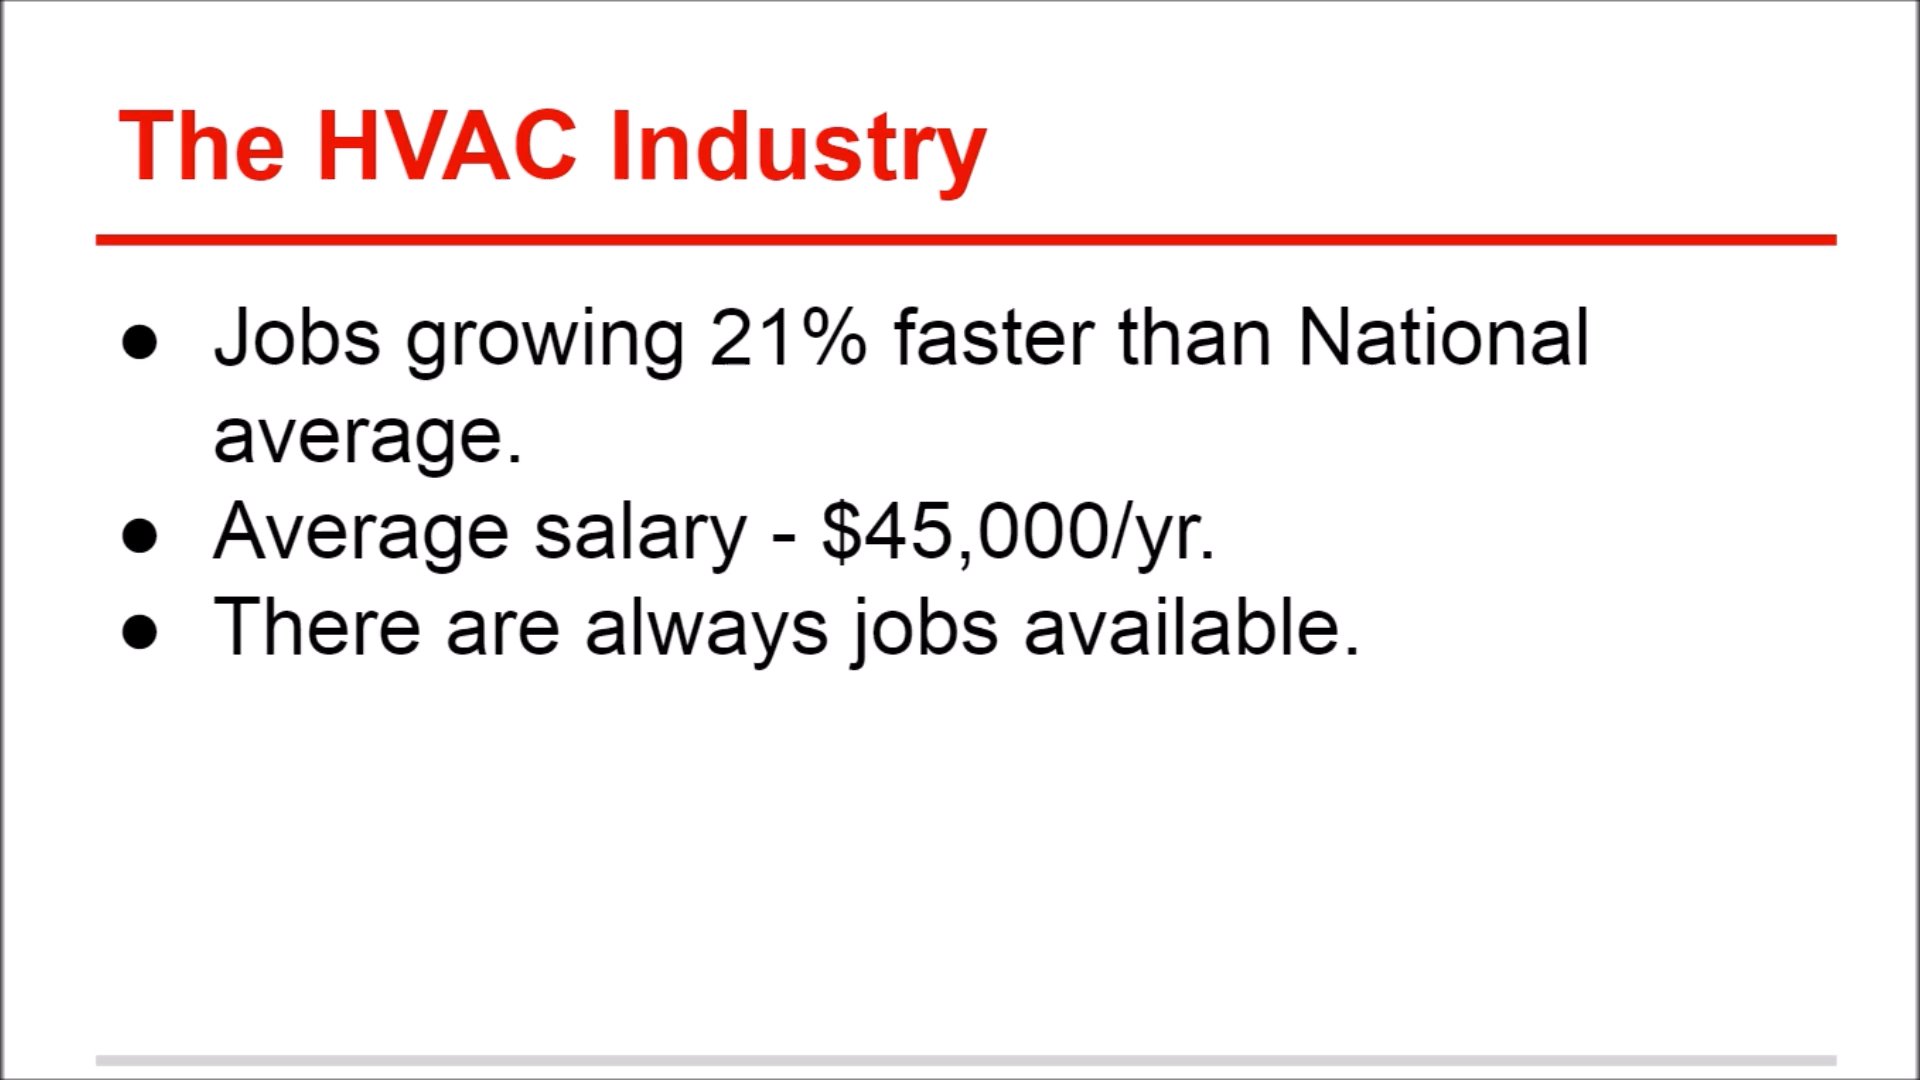 The HVAC Industry
● Jobs growing 21% faster than National
average.
● Average salary - $45,000/yr.
● There are always jobs available.